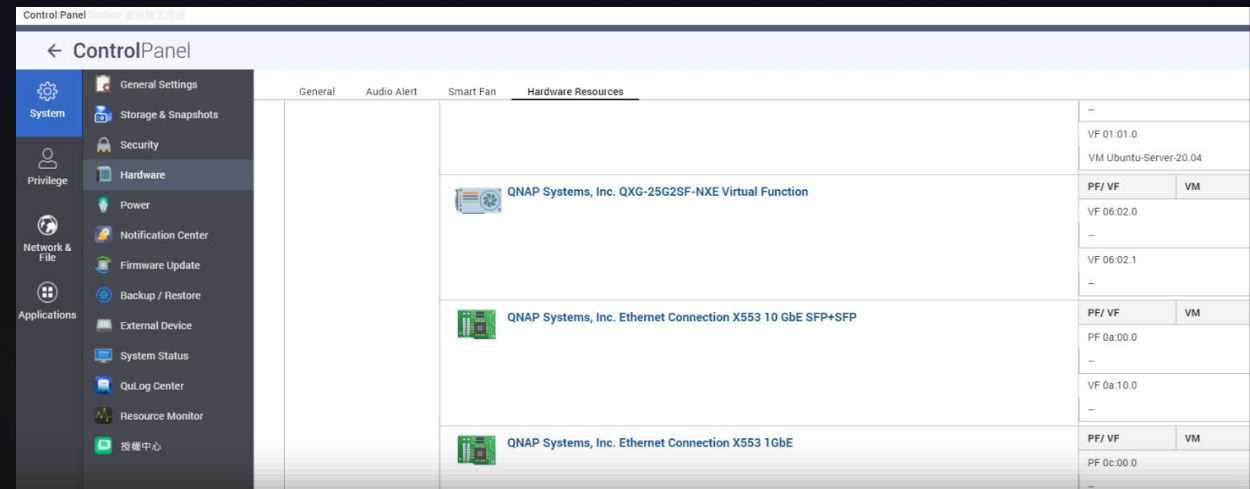 Control Panel
← ControlPanel
System
Privilege
Network &
File
Applications
General Settings
Storage & Snapshots
Security
Hardware
Power
Notification Center
Firmware Update
Backup / Restore
External Device
System Status
QuLog Center
Resource Monitor
授權中心
General Audio Alert Smart Fan Hardware Resources
--
VF 01:01.0
VM Ubuntu-Server-20.04
QNAP Systems, Inc. QXG-25G2SF-NXE Virtual Function
PF/ VF VM
VF 06:02.0
--
VF 06:02.1
--
QNAP Systems, Inc. Ethernet Connection X553 10 GbE SFP+SFP
PF/ VF VM
PF 0a:00.0
--
VF 0a:10.0
--
QNAP Systems, Inc. Ethernet Connection X553 1GbE
PF/ VF VM
PF 0c:00.0
--